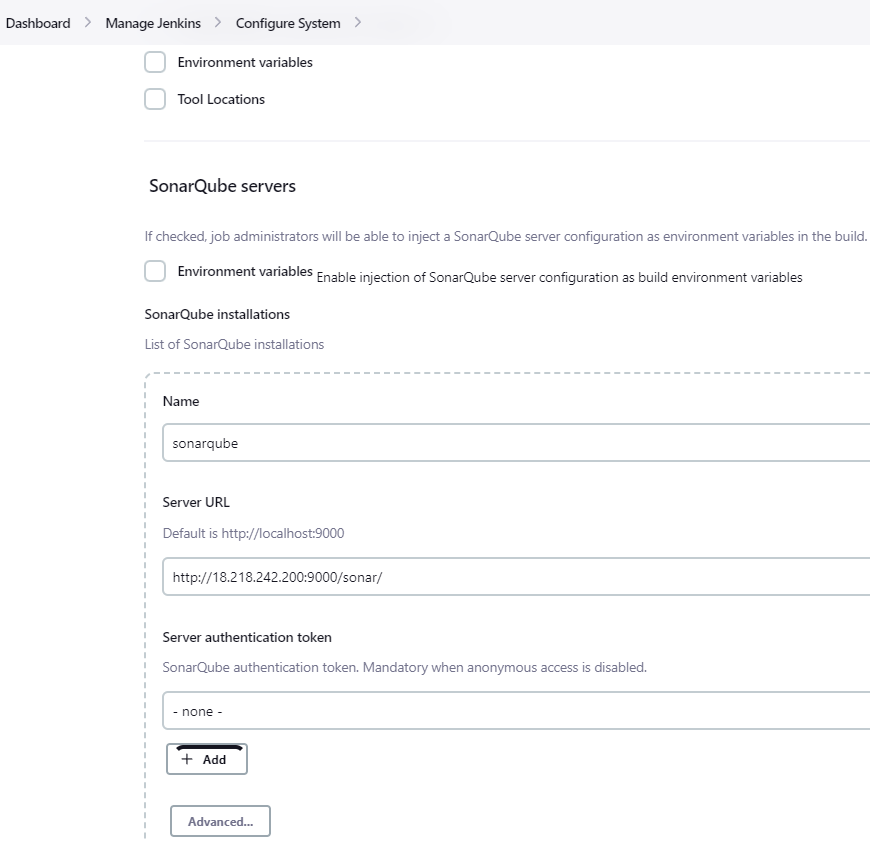 Dashboard > Manage Jenkins > Configure System >
Environment variables
Tool Locations
SonarQube servers
If checked, job administrators will be able to inject a SonarQube server configuration as environment variables in the build.
Environment variables Enable injection of SonarQube server configuration as build environment variables
SonarQube installations
List of SonarQube installations
Name
sonarqube
Server URL
Default is http://localhost:9000
http://18.218.242.200:9000/sonar/
Server authentication token
SonarQube authentication token. Mandatory when anonymous access is disabled.
- none -
+ Add
Advanced...